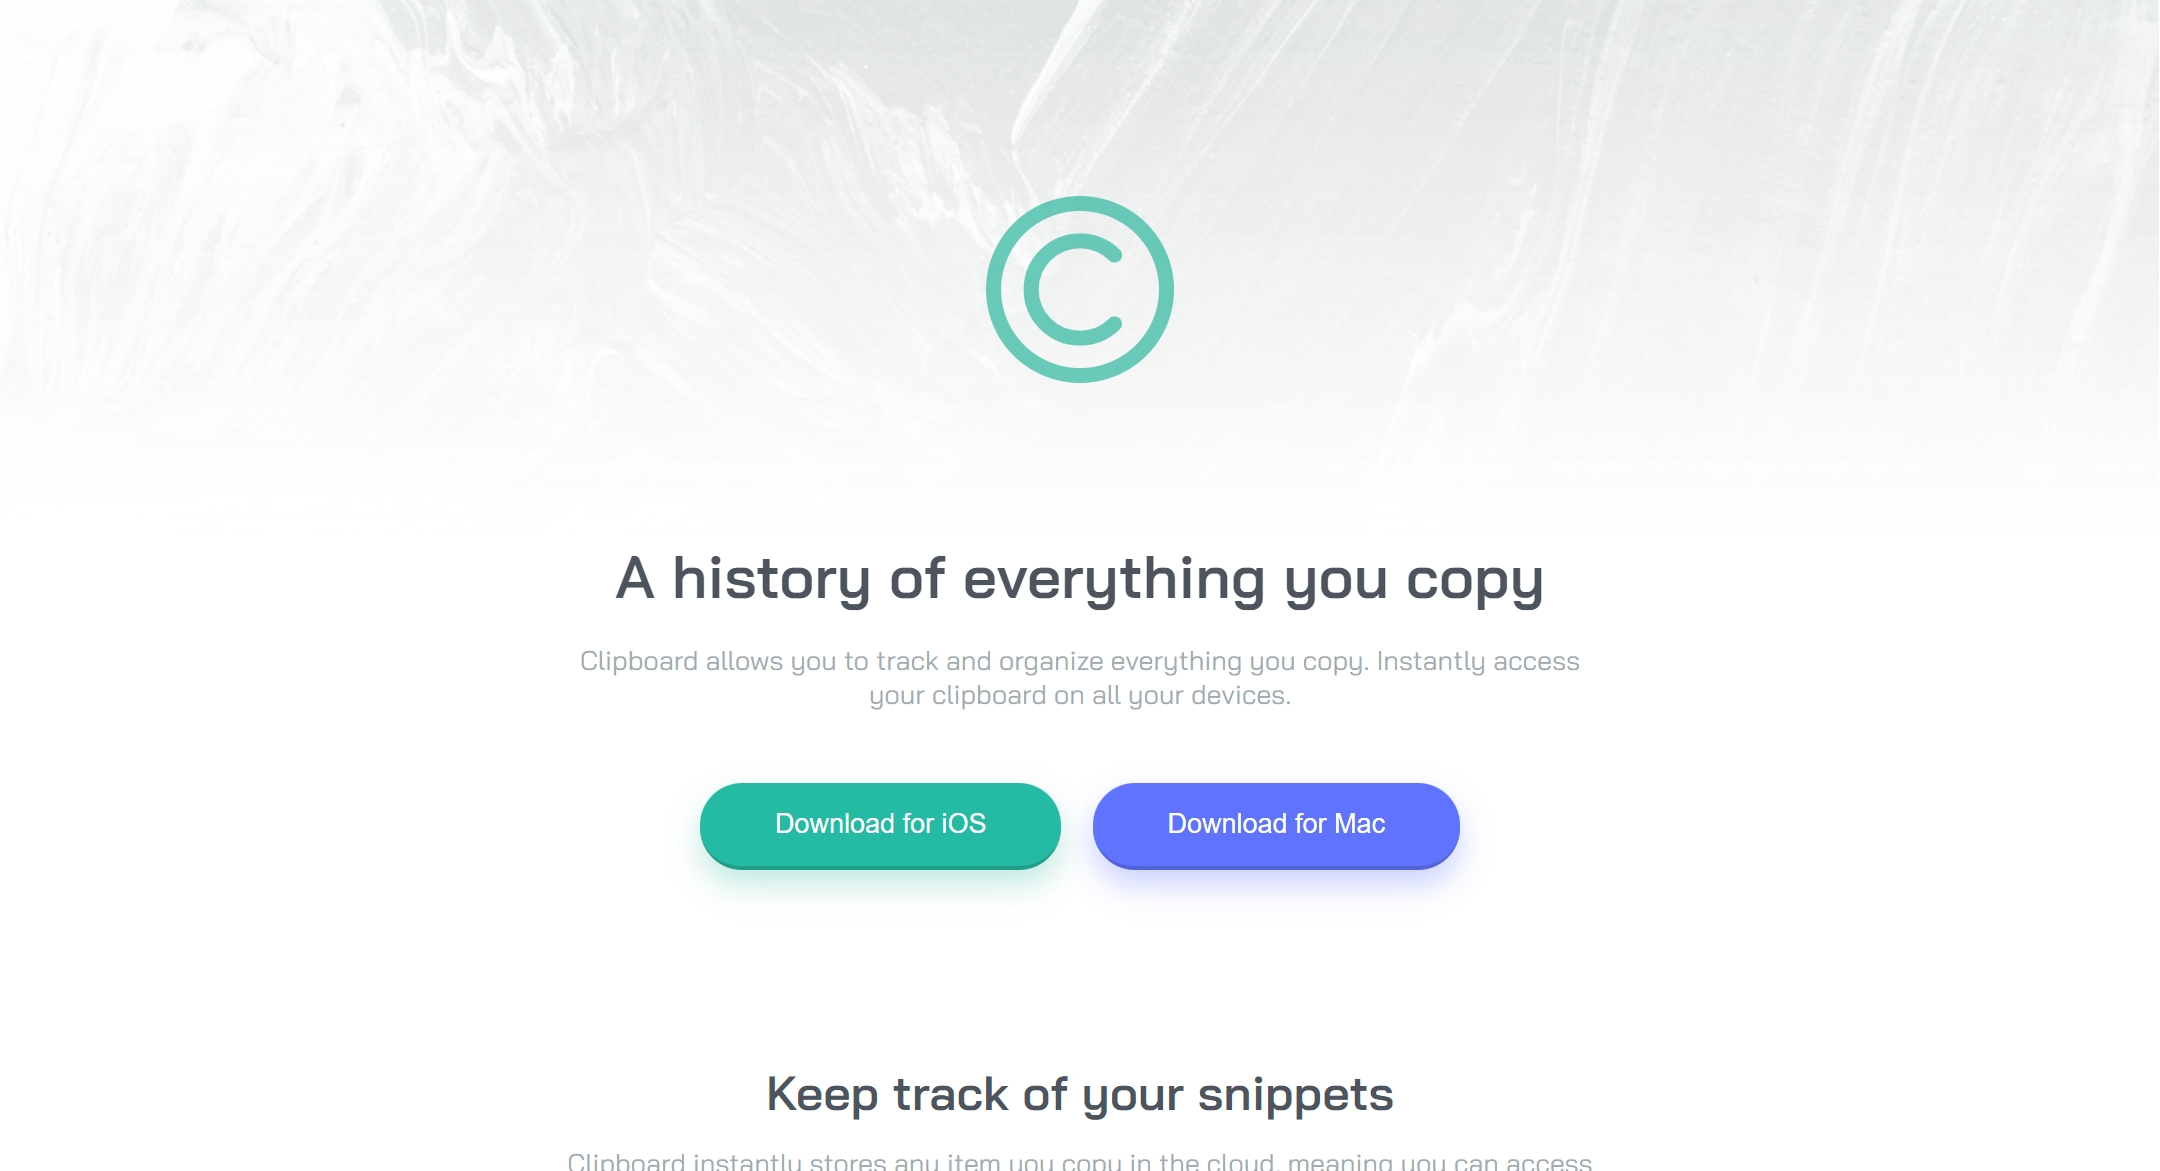 A history of everything you copy
Clipboard allows you to track and organize everything you copy. Instantly access
your clipboard on all your devices.
Download for iOS
Download for Mac
Keep track of your snippets
Clipboard instantly stores any item you copy in the cloud, meaning you can access